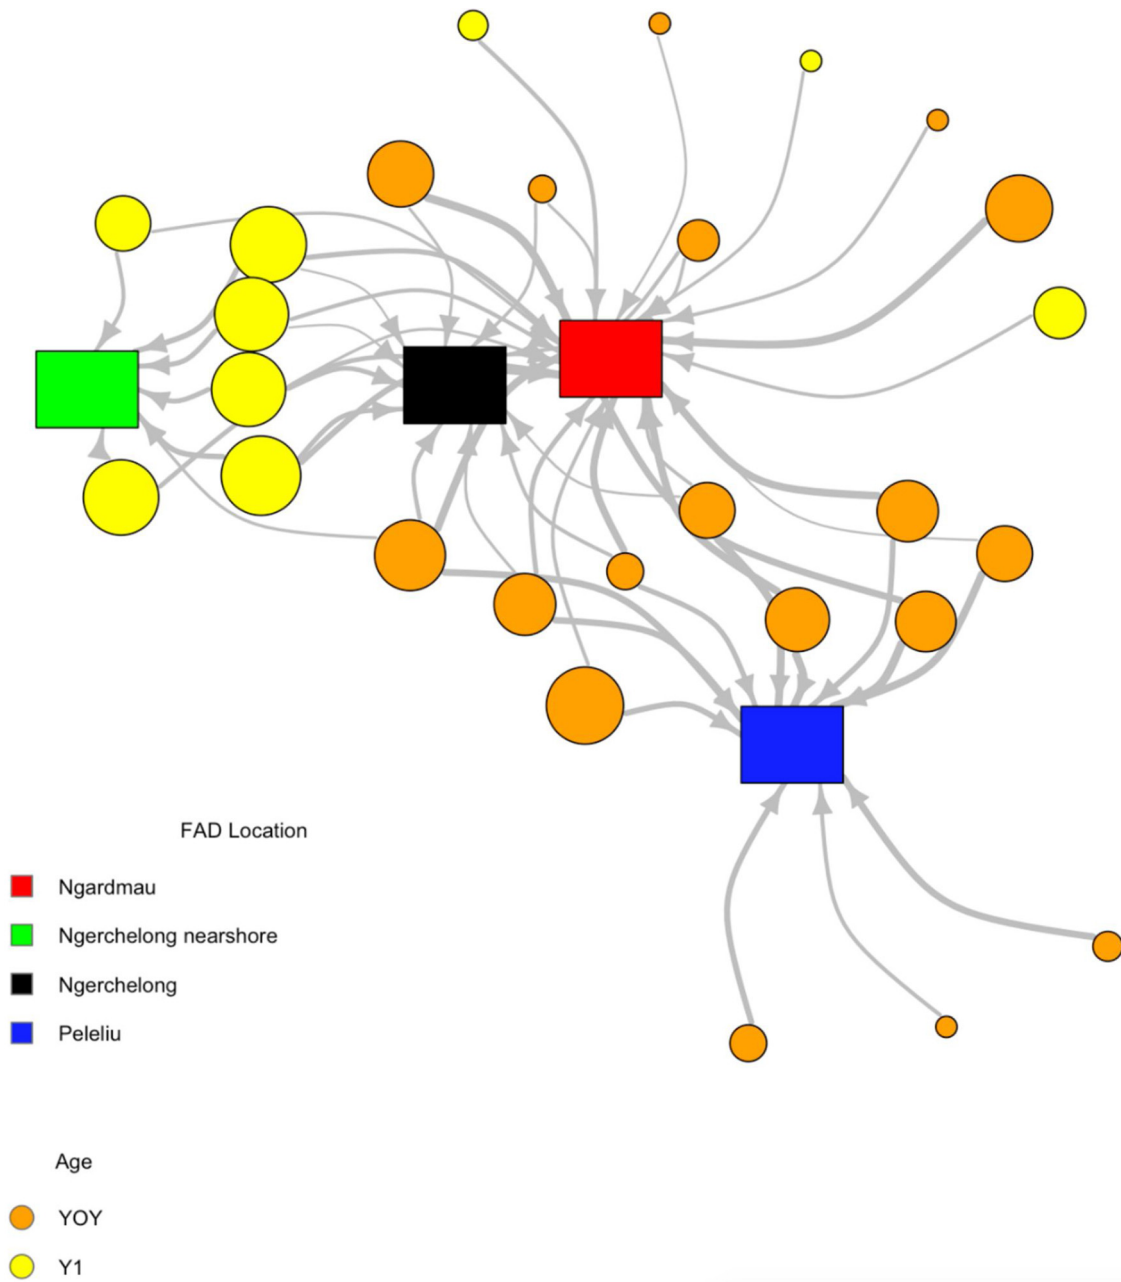 FAD Location
Ngardmau
Ngerchelong nearshore
Ngerchelong
Peleliu
Age
YOY
Y1